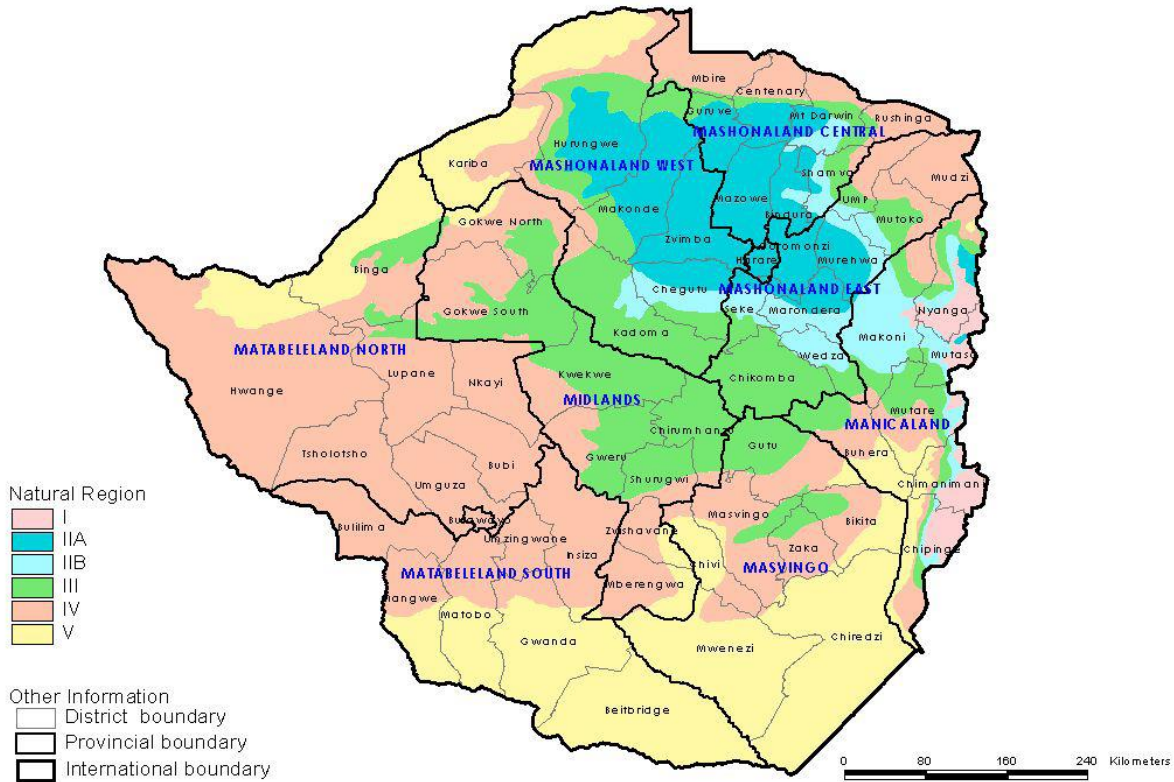 Mbire
Centenary
Guruve
Mt Darwin
Rushinga
MASHONALAND CENTRAL
Hurungwe
Kariba
MASHONALAND WEST
Shamva
Mudzi
UMP
Mazowe
Makonde
Bindura
Mutoko
Gokwe North
Zvimba
Goromonzi
Harare
Murehwa
Binga
Chegutu
MASHONALAND EAST
Seke
Marondera
Nyanga
Gokwe South
Kadoma
Makoni
MATABELELAND NORTH
Wedza
Mutasa
Lupane
Hwange
Nkayi
Kwekwe
Chikomba
MIDLANDS
Mutare
MANICALAND
Chirumhanzu
Gutu
Buhera
Tsholotsho
Bubi
Gweru
Shurugwi
Umguza
Chimanimani
Masvingo
Bikita
Bulilima
Bulawayo
Umzingwane
Zvishavane
Zaka
Chipinge
Insiza
Chivi
MATABELELAND SOUTH
MASVINGO
Mangwe
Mberengwa
Matobo
Gwanda
Mwenezi
Chiredzi
Beitbridge
Natural Region
I
IIA
IIB
III
IV
V
Other Information
District boundary
Provincial boundary
International boundary
0 80 160 240 Kilometers